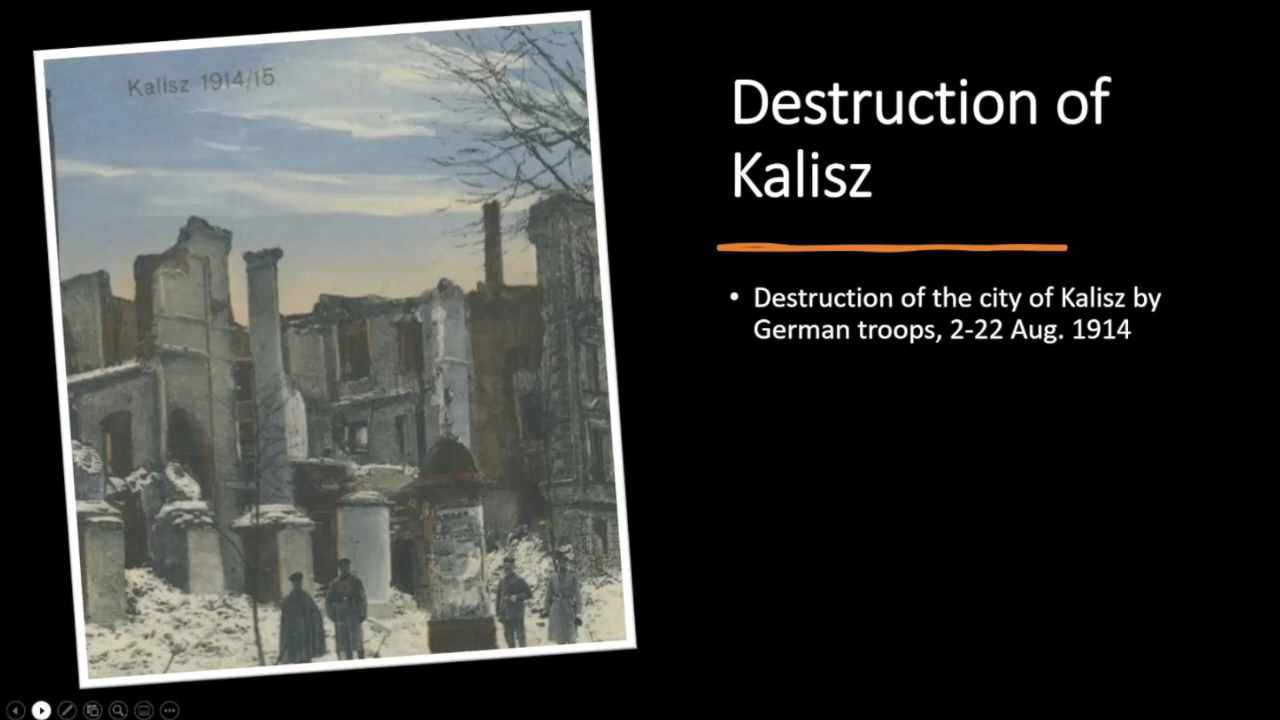 Kalisz 1914/15
Destruction of
Kalisz
• Destruction of the city of Kalisz by
German troops, 2-22 Aug. 1914